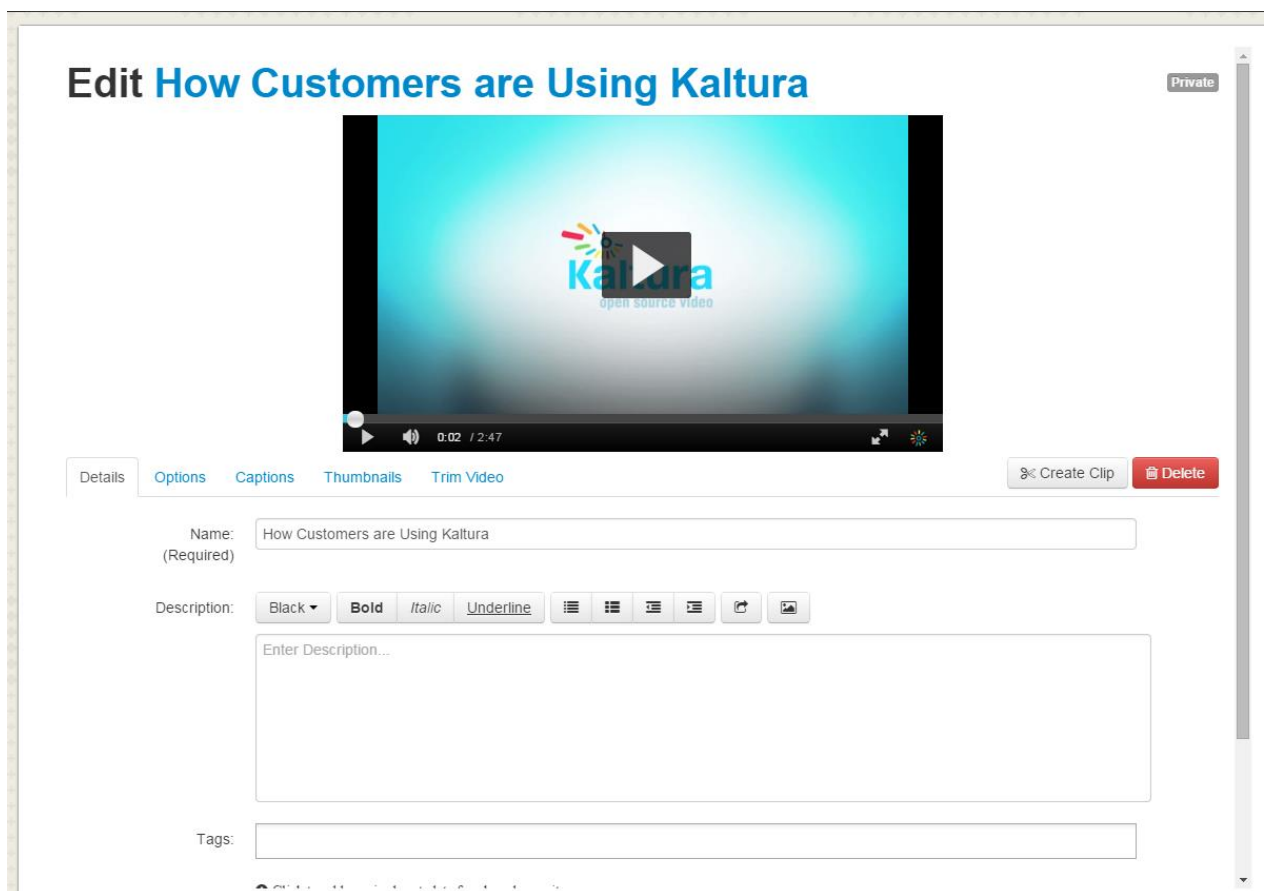 Edit How Customers are Using Kaltura
Private
Kaltura
open source video
0:02 / 2:47
Details Options Captions Thumbnails Trim Video Create Clip Delete
Name: How Customers are Using Kaltura
(Required)
Description: Black Bold Italic Underline
Enter Description...
Tags: